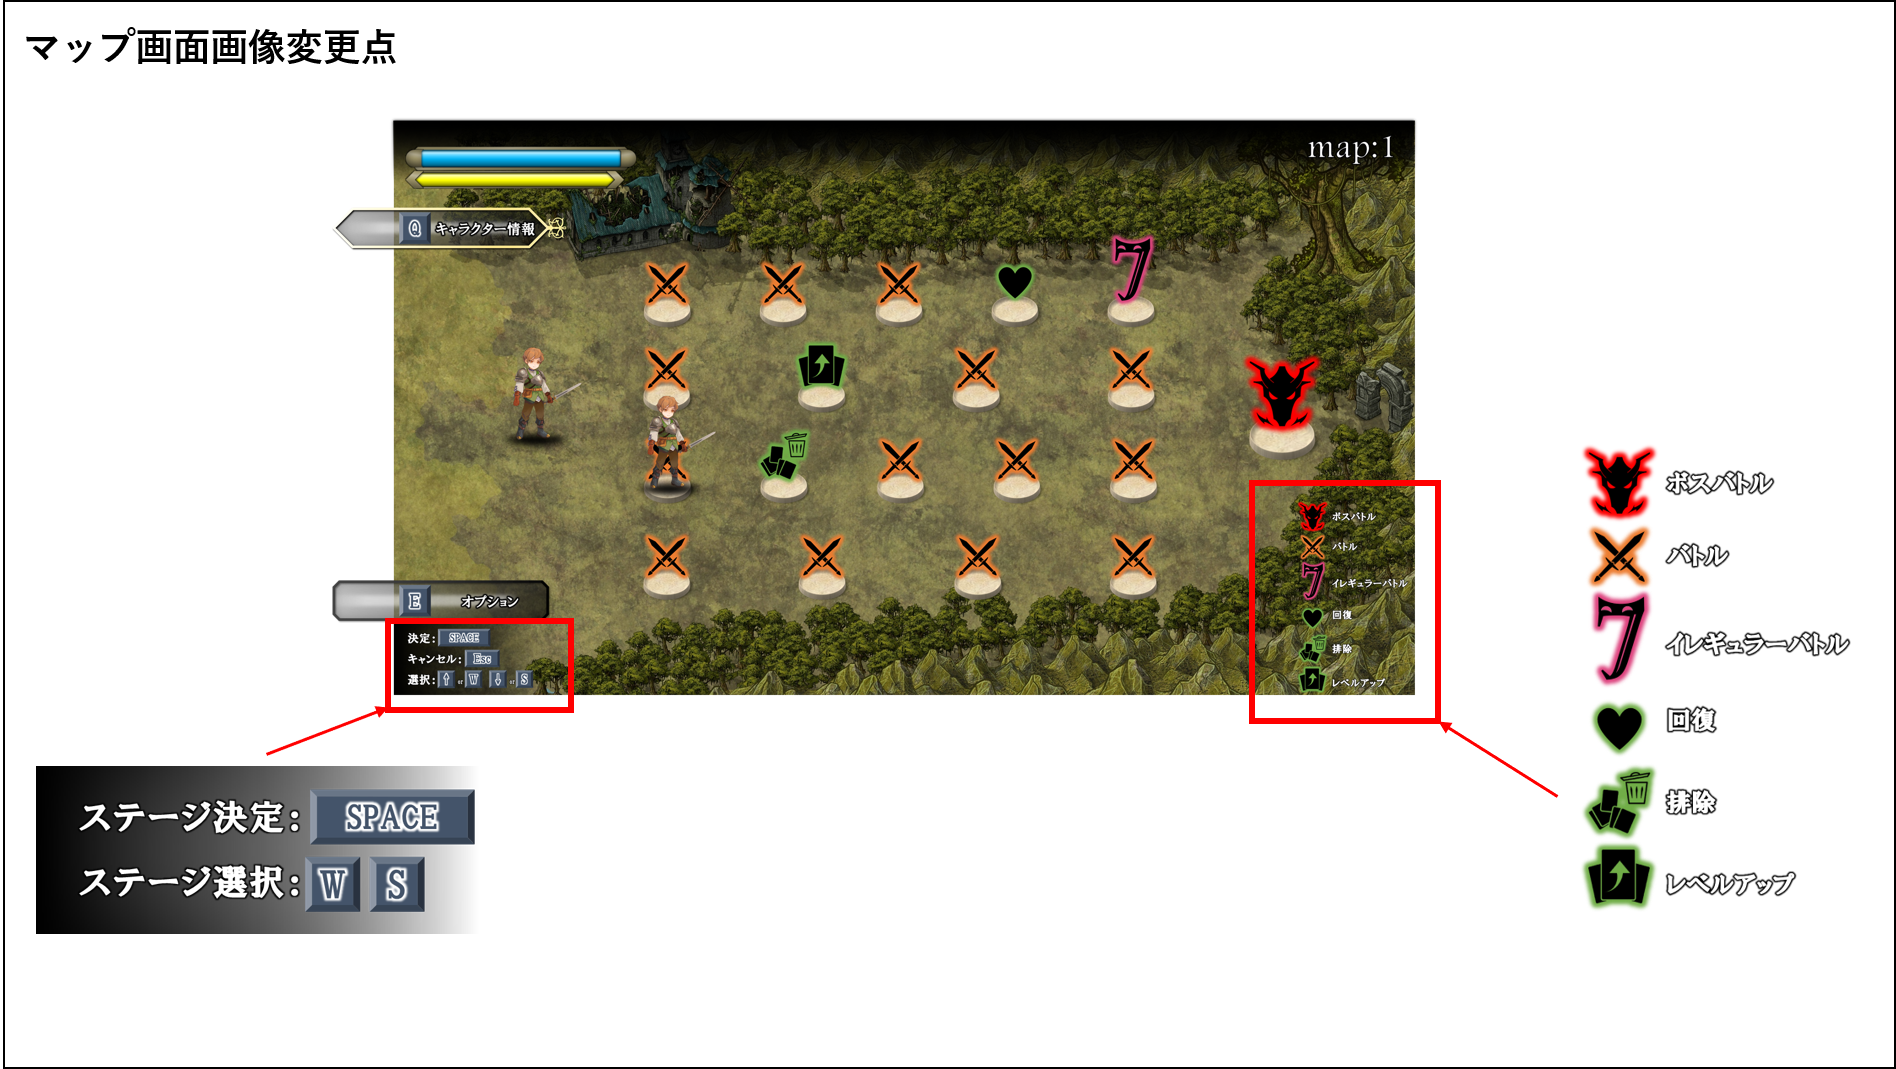 マップ画面画像変更点
map:1
Q キャラクター情報
ボスバトル
バトル
イレギュラーバトル
回復
排除
レベルアップ
E オプション
決定: SPACE
キャンセル: Esc
選択: ↑ or W ↓ or S
ステージ決定: SPACE
ステージ選択: W S
ボスバトル
バトル
イレギュラーバトル
回復
排除
レベルアップ